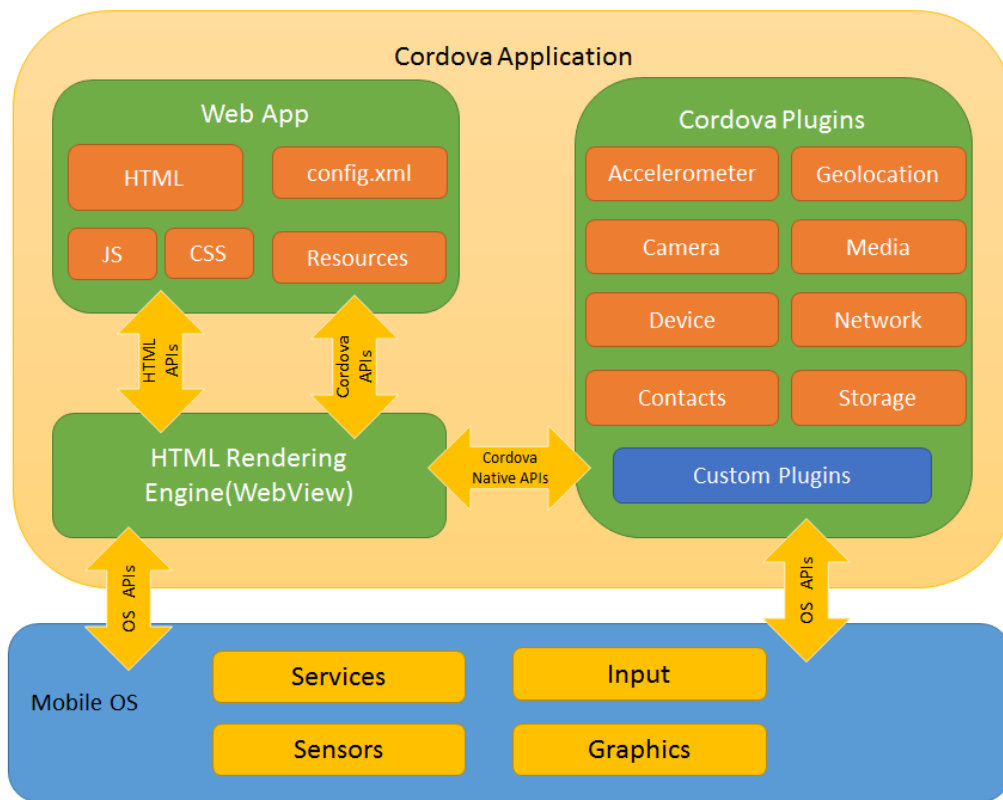 Cordova Application
Web App
HTML
config.xml
JS
CSS
Resources
HTML
APIs
Cordova
APIs
HTML Rendering
Engine(WebView)
OS APIs
Cordova
Native APIs
Cordova Plugins
Accelerometer
Geolocation
Camera
Media
Device
Network
Contacts
Storage
Custom Plugins
OS APIs
Mobile OS
Services
Input
Sensors
Graphics